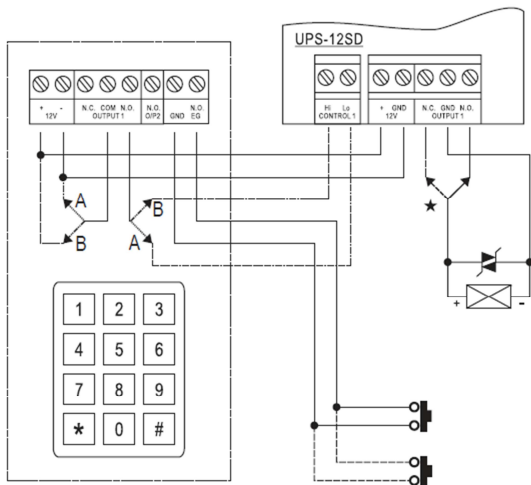 UPS-12SD
+ - N.C. COM N.O. N.O. N.O.
12V OUTPUT 1 O/P2 GND EG
Hi Lo + GND N.C. GND N.O.
CONTROL 1 12V OUTPUT 1
A B
B A
★
+ -
1 2 3
4 5 6
7 8 9
* 0 #